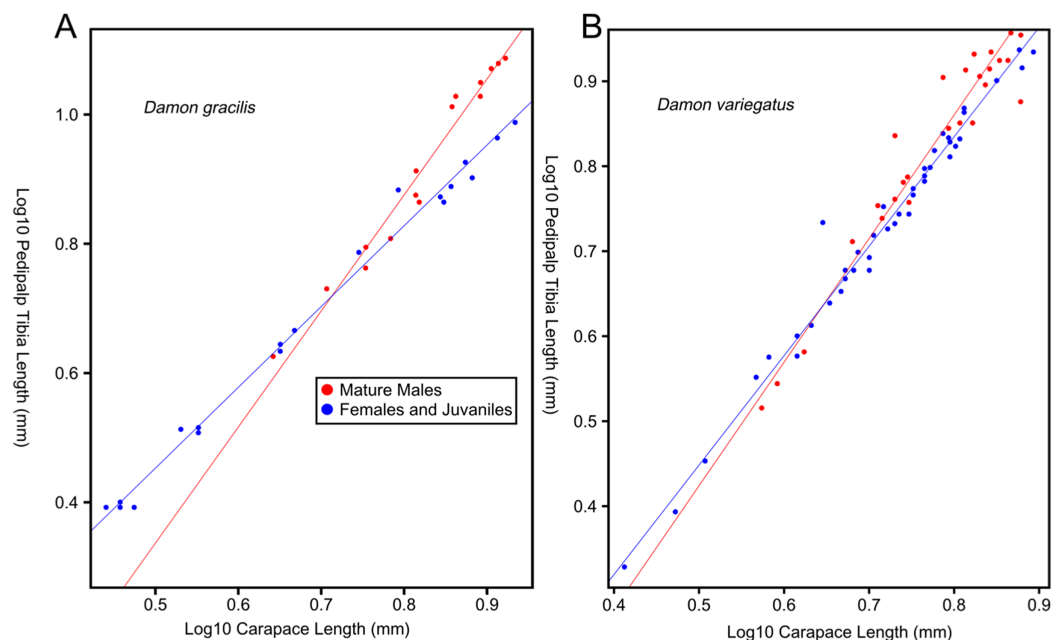 A
Damon gracilis
Log10 Pedipalp Tibia Length (mm)
1.0
0.8
0.6
0.4
Mature Males
Females and Juvaniles
0.5 0.6 0.7 0.8 0.9
Log10 Carapace Length (mm)
B
Damon variegatus
Log10 Pedipalp Tibia Length (mm)
0.9
0.8
0.7
0.6
0.5
0.4
0.4 0.5 0.6 0.7 0.8 0.9
Log10 Carapace Length (mm)